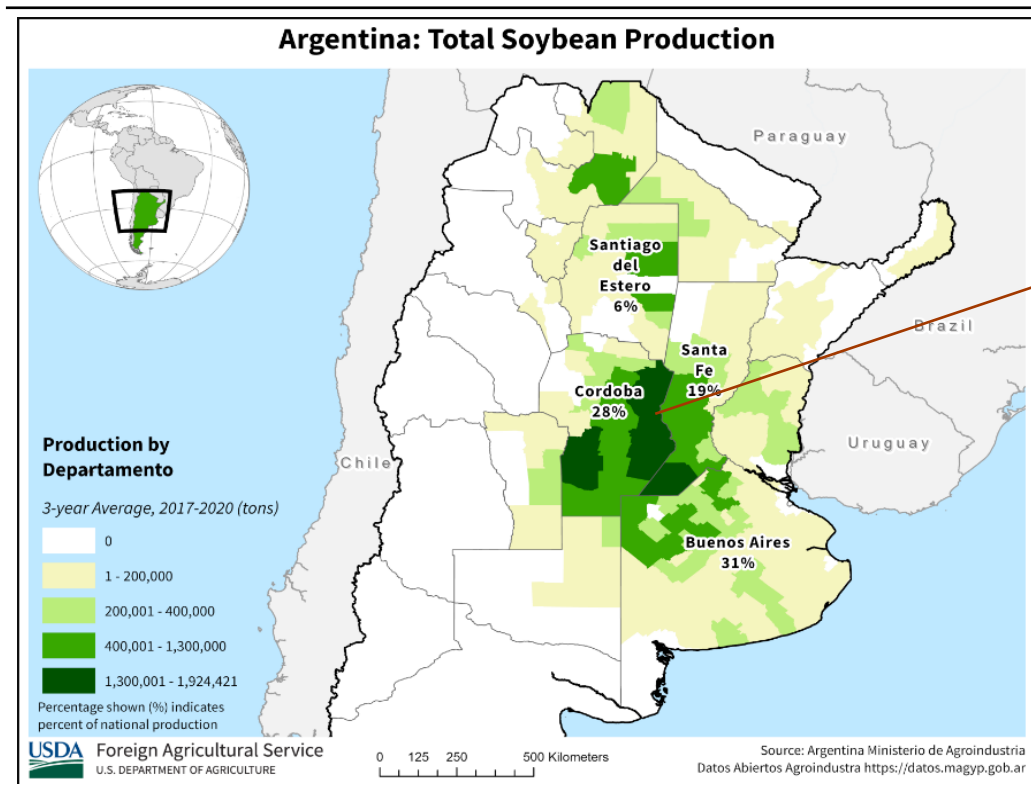 Argentina: Total Soybean Production
Paraguay
Santiago
del
Estero
6%
Brazil
Santa
Fe
19%
Cordoba
28%
Uruguay
Chile
Buenos Aires
31%
Production by
Departamento
3-year Average, 2017-2020 (tons)
0
1 - 200,000
200,001 - 400,000
400,001 - 1,300,000
1,300,001 - 1,924,421
Percentage shown (%) indicates
percent of national production
USDA Foreign Agricultural Service
U.S. DEPARTMENT OF AGRICULTURE
0 125 250 500 Kilometers
Source: Argentina Ministerio de Agroindustria
Datos Abiertos Agroindustra https://datos.magyp.gob.ar